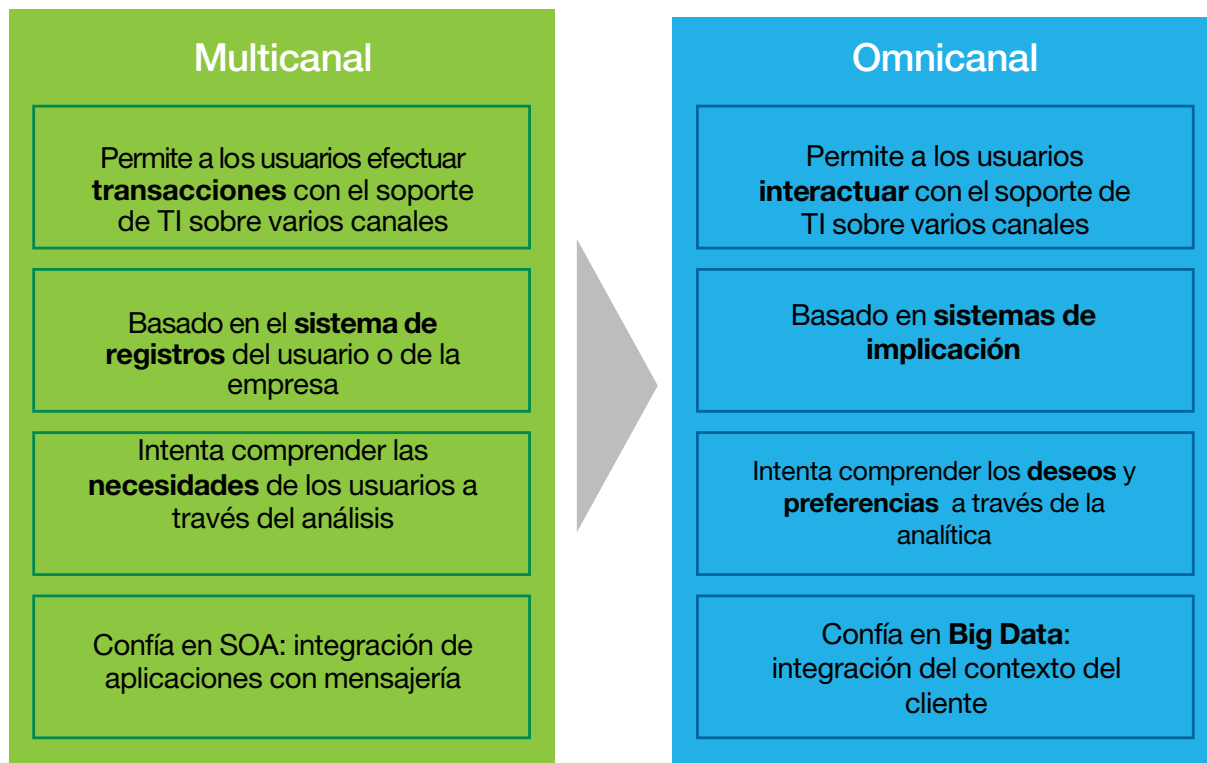 Multicanal
Permite a los usuarios efectuar
transacciones con el soporte
de TI sobre varios canales
Basado en el sistema de
registros del usuario o de la
empresa
Intenta comprender las
necesidades de los usuarios a
través del análisis
Confía en SOA: integración de
aplicaciones con mensajería
Omnicanal
Permite a los usuarios
interactuar con el soporte de
TI sobre varios canales
Basado en sistemas de
implicación
Intenta comprender los deseos y
preferencias a través de la
analítica
Confía en Big Data:
integración del contexto del
cliente